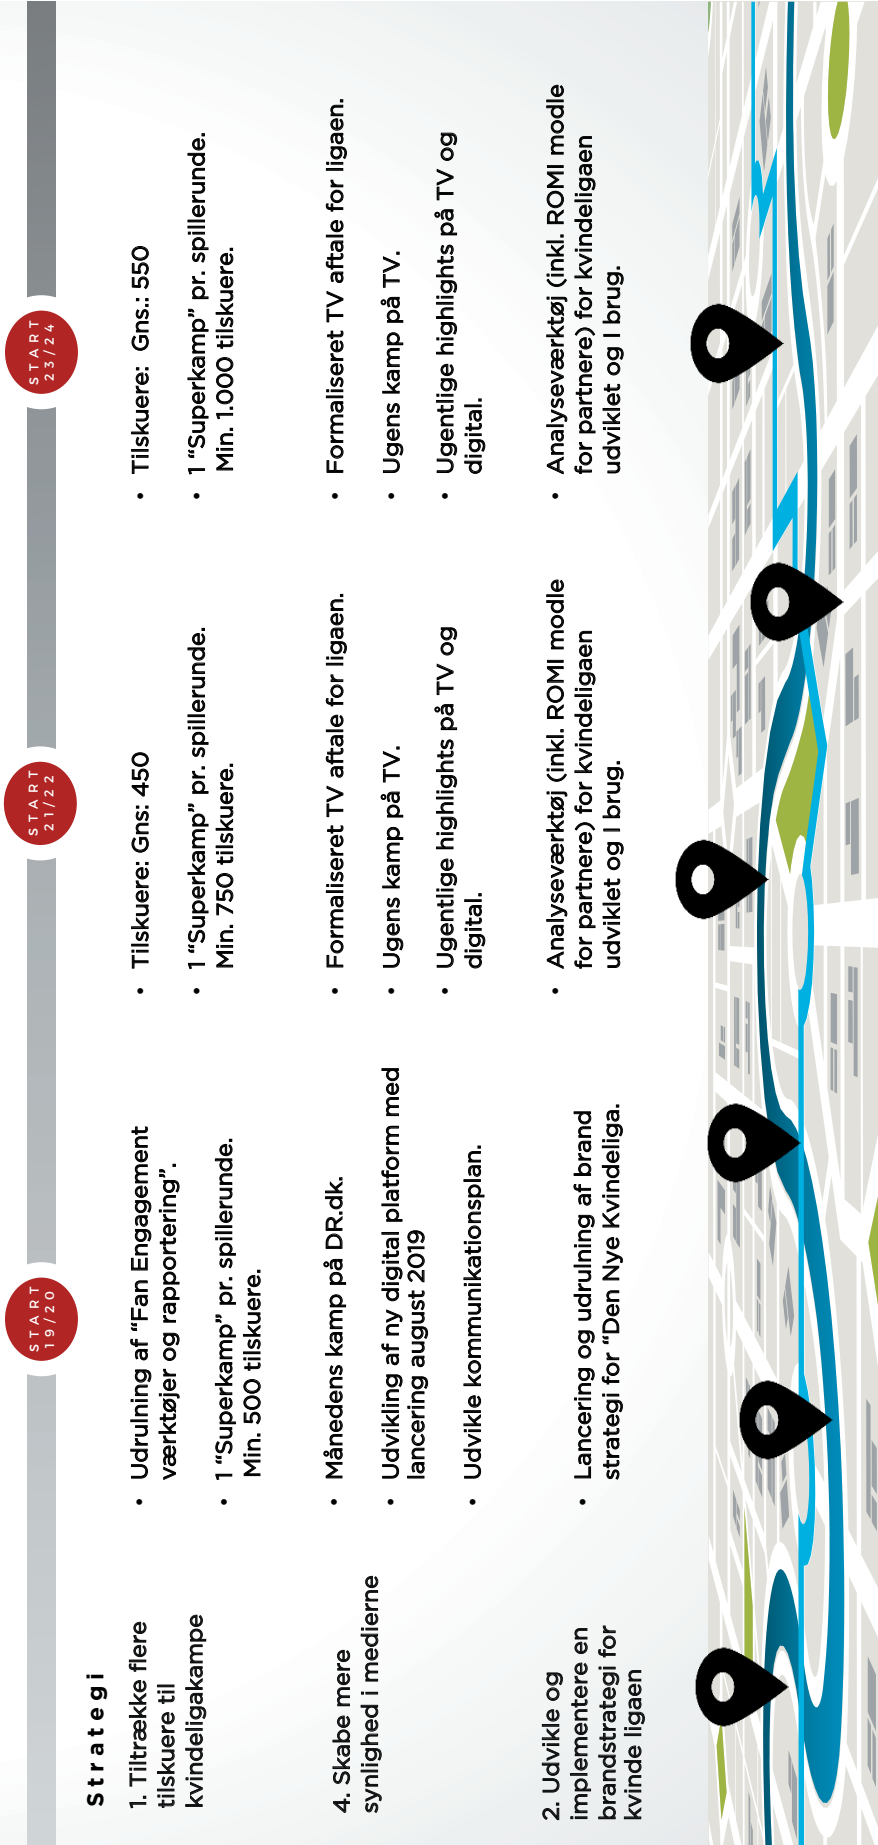 START
19/20
START
21/22
START
23/24
Strategi
1. Tiltrække flere
tilskuere til
kvindeligakampe
• Udrulning af “Fan Engagement
værktøjer og rapportering”.
• 1 “Superkamp” pr. spillerunde.
Min. 500 tilskuere.
• Tilskuere: Gns: 450
• 1 “Superkamp” pr. spillerunde.
Min. 750 tilskuere.
• Tilskuere:  Gns.: 550
• 1 “Superkamp” pr. spillerunde.
Min. 1.000 tilskuere.
4. Skabe mere
synlighed i medierne
• Månedens kamp på DR.dk.
• Udvikling af ny digital platform med
lancering august 2019
• Udvikle kommunikationsplan.
• Formaliseret TV aftale for ligaen.
• Ugens kamp på TV.
• Ugentlige highlights på TV og
digital.
• Formaliseret TV aftale for ligaen.
• Ugens kamp på TV.
• Ugentlige highlights på TV og
digital.
2. Udvikle og
implementere en
brandstrategi for
kvinde ligaen
• Lancering og udrulning af brand
strategi for “Den Nye Kvindeliga.
• Analyseværktøj (inkl. ROMI modle
for partnere) for kvindeligaen
udviklet og I brug.
• Analyseværktøj (inkl. ROMI modle
for partnere) for kvindeligaen
udviklet og I brug.